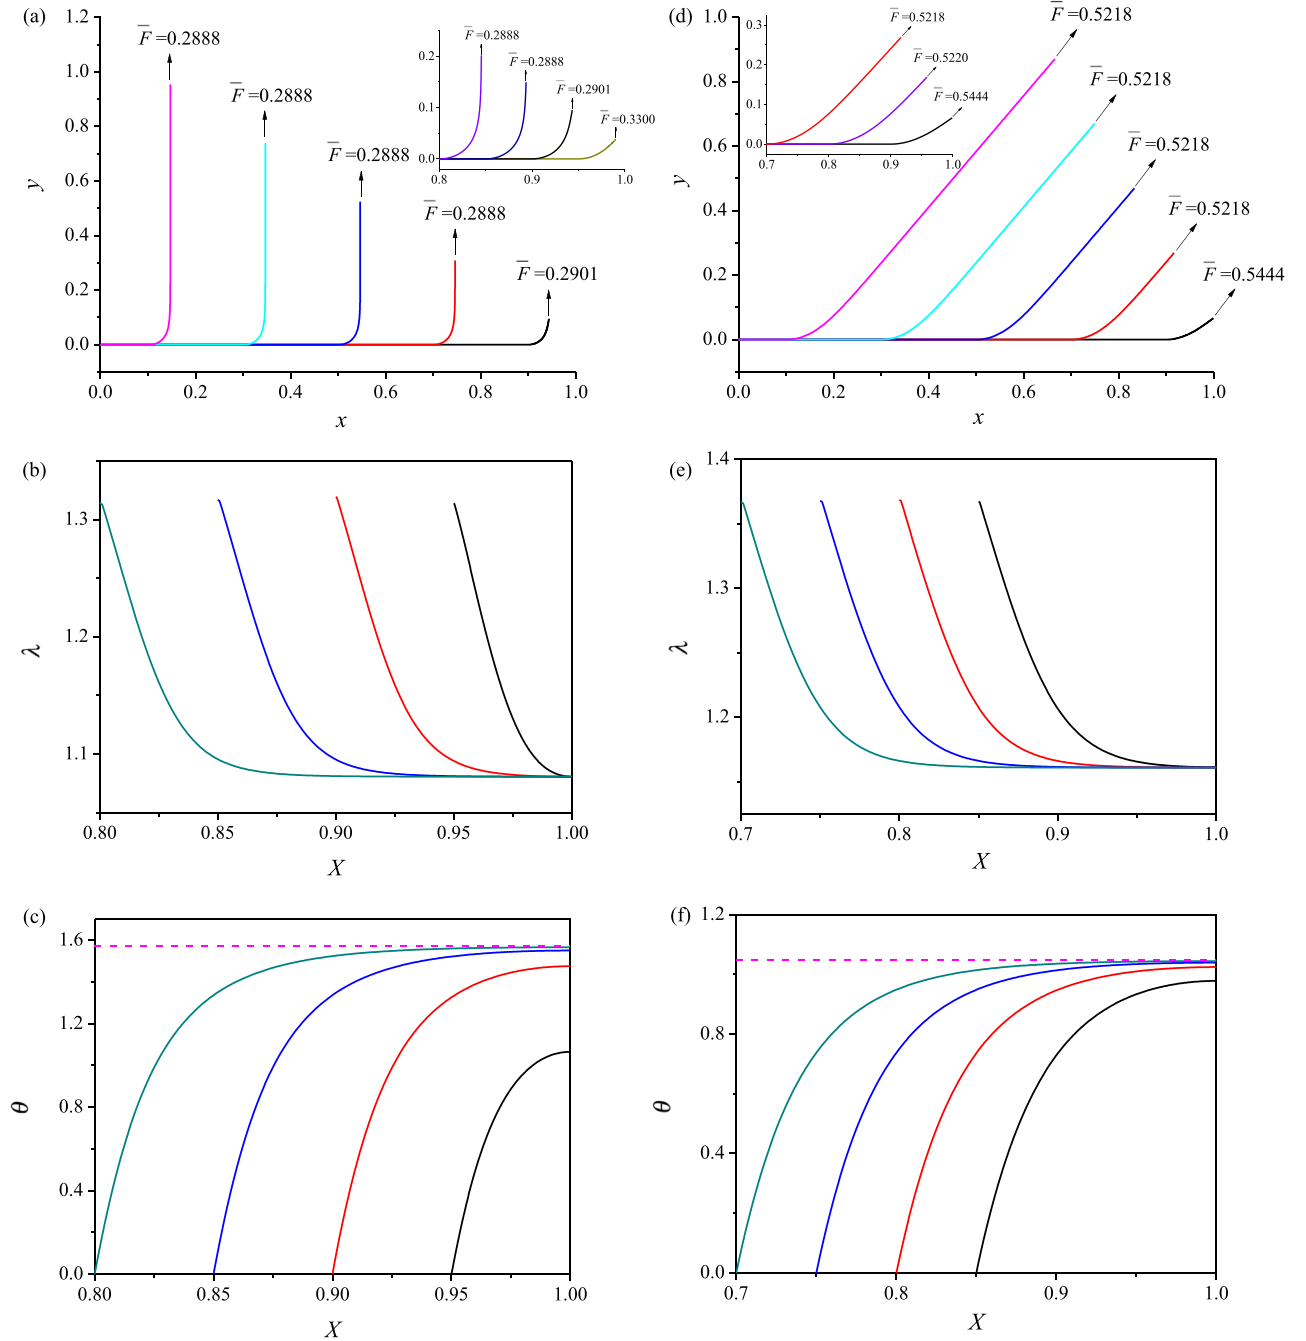 (a)
1.2
1.0
0.8
0.6
0.4
0.2
0.0
y
F̅ =0.2888
F̅ =0.2888
F̅ =0.2888
F̅ =0.2888
F̅ =0.2901
0.2
0.1
0.0
F̅ =0.2888
F̅ =0.2888
F̅ =0.2901
F̅ =0.3300
0.8 0.9 1.0
0.0 0.2 0.4 0.6 0.8 1.0
x
(d)
1.0
0.8
0.6
0.4
0.2
0.0
y
0.3
0.2
0.1
0.0
F̅ =0.5218
F̅ =0.5220
F̅ =0.5444
0.7 0.8 0.9 1.0
F̅ =0.5218
F̅ =0.5218
F̅ =0.5218
F̅ =0.5218
F̅ =0.5444
0.0 0.2 0.4 0.6 0.8 1.0
x
(b)
1.3
1.2
1.1
λ
0.80 0.85 0.90 0.95 1.00
X
(e)
1.4
1.3
1.2
λ
0.7 0.8 0.9 1.0
X
(c)
1.6
1.2
0.8
0.4
0.0
θ
0.80 0.85 0.90 0.95 1.00
X
(f)
1.2
0.8
0.4
0.0
θ
0.7 0.8 0.9 1.0
X